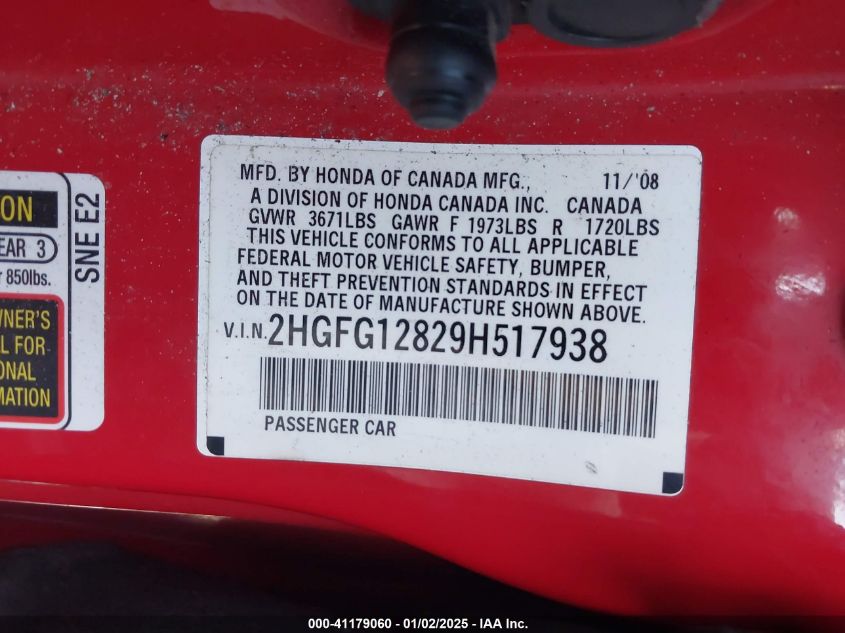 ON
EAR 3
r 850lbs.
WNER'S
L FOR
ONAL
MATION
SNE E2
MFD. BY HONDA OF CANADA MFG., 11/'08
A DIVISION OF HONDA CANADA INC. CANADA
GVWR 3671LBS GAWR F 1973LBS R 1720LBS
THIS VEHICLE CONFORMS TO ALL APPLICABLE
FEDERAL MOTOR VEHICLE SAFETY, BUMPER,
AND THEFT PREVENTION STANDARDS IN EFFECT
ON THE DATE OF MANUFACTURE SHOWN ABOVE.
V.I.N. 2HGFG12829H517938
PASSENGER CAR
000-41179060 - 01/02/2025 - IAA Inc.